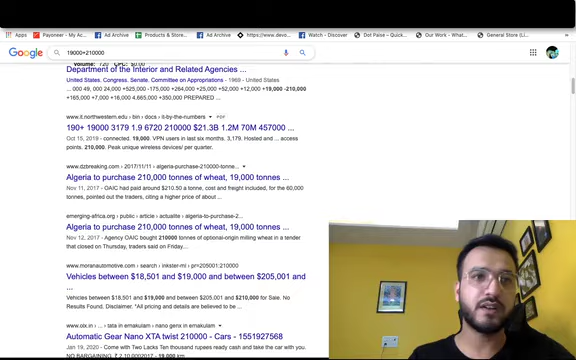 Apps Payoneer - My A... Ad Archive Products & Store... Ad Archive https://www.devo... Watch - Discover Dot Paise – Count... Our Work – What... General Store (I...
Google 19000+210000
Volume: 720 CPC: $0.00
Department of the Interior and Related Agencies ...
United States. Congress. Senate. Committee on Appropriations - 1969 - United States
... 000 49, 000 24,000 +525,000 -175,000 +264,000 +25,000 +52,000 +12,000 +19,000 -210,000
+165,000 +7,000 +16,000 4,665,000 +350,000 PREPARED ...
www.it.northwestern.edu › bin › docs › it-by-the-numbers PDF
190+ 19000 3179 1.9 6720 210000 $21.3B 1.2M 70M 457000 ...
Oct 15, 2019 - connected. 19,000. VPN users in last six months. 3,179. Hosted and ... access
points. 210,000. Peak unique wireless devices/ per quarter.
www.dzbreaking.com › 2017/11/11 › algeria-purchase-210000-tonne...
Algeria to purchase 210,000 tonnes of wheat, 19,000 tonnes ...
Nov 11, 2017 - OAIC had paid around $210.50 a tonne, cost and freight included, for the 60,000
tonnes, pointed out the traders, citing a higher price of about ...
emerging-africa.org › public › article › actualite › algeria-to-purchase-2...
Algeria to purchase 210,000 tonnes of wheat, 19,000 tonnes ...
Nov 12, 2017 - Agency OAIC bought 210000 tonnes of optional-origin milling wheat in a tender
that closed on Thursday, traders said on Friday...
www.moranautomotive.com › search › inkster-mi › pr=205001:210000
Vehicles between $18,501 and $19,000 and between $205,001 and
...
Vehicles between $18,501 and $19,000 and between $205,001 and $210,000 for Sale. No
Results Found. Disclaimer. "All pricing and details are believed to be ...
www.olx.in › ... › tata in ernakulam › nano genx in ernakulam
Automatic Gear Nano XTA twist 210000 - Cars - 1551927568
Jan 19, 2020 - Come with Two Lacks Ten thousand rupees ready cash and take the car with you.
NO BARGAINING. ₹ 2,10,0002017 - 19,000 km